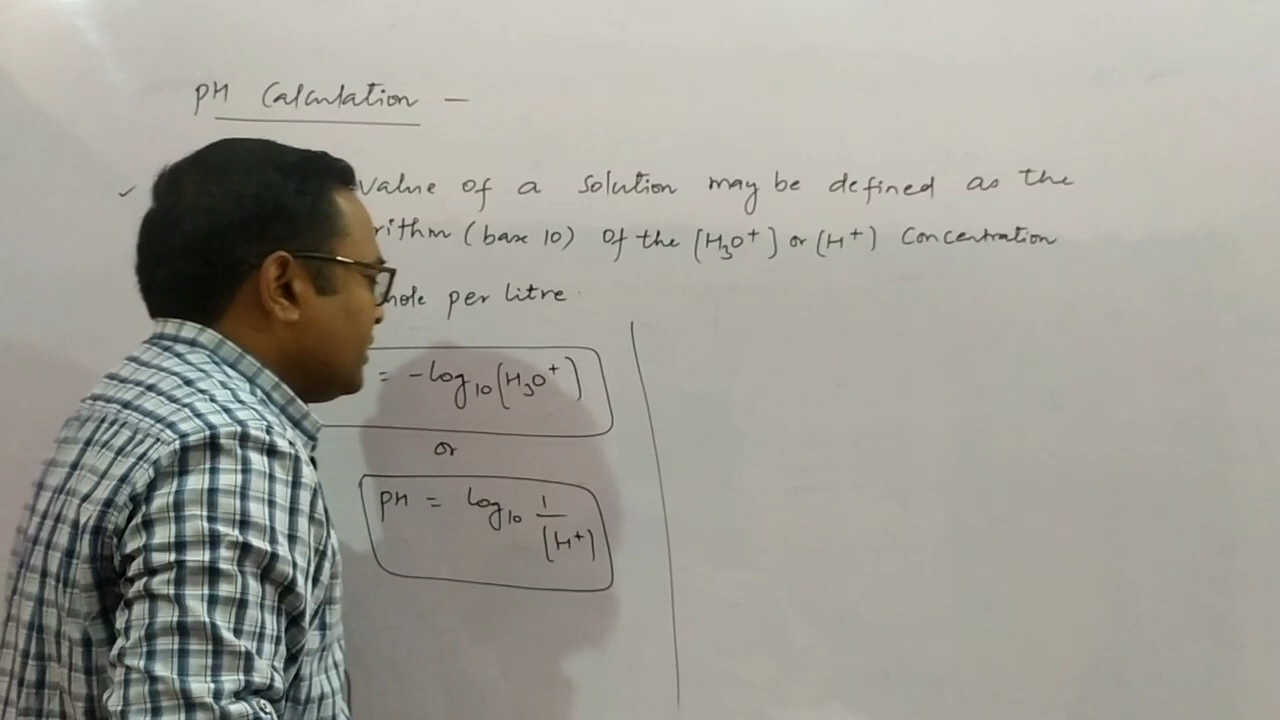 PH Calculation —
✓ value of a solution may be defined as the
rithm (base 10) of the (H₃O⁺) or (H⁺) Concentration
mole per litre.
= -log₁₀(H₃O⁺)
or
PH = log₁₀ 1/(H⁺)